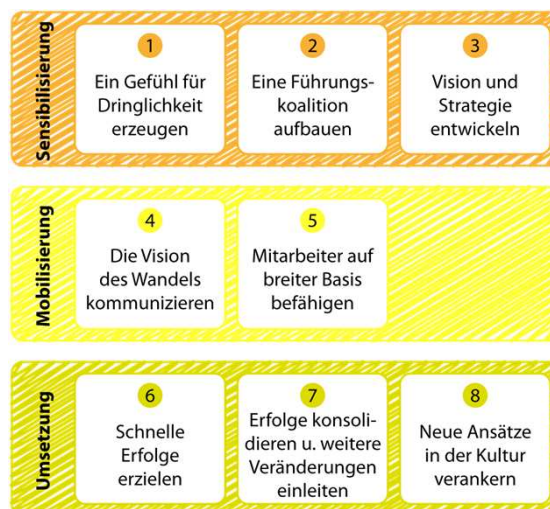 Sensibilisierung
1
Ein Gefühl für
Dringlichkeit
erzeugen
2
Eine Führungs-
koalition
aufbauen
3
Vision und
Strategie
entwickeln
Mobilisierung
4
Die Vision
des Wandels
kommunizieren
5
Mitarbeiter auf
breiter Basis
befähigen
Umsetzung
6
Schnelle
Erfolge
erzielen
7
Erfolge konsoli-
dieren u. weitere
Veränderungen
einleiten
8
Neue Ansätze
in der Kultur
verankern